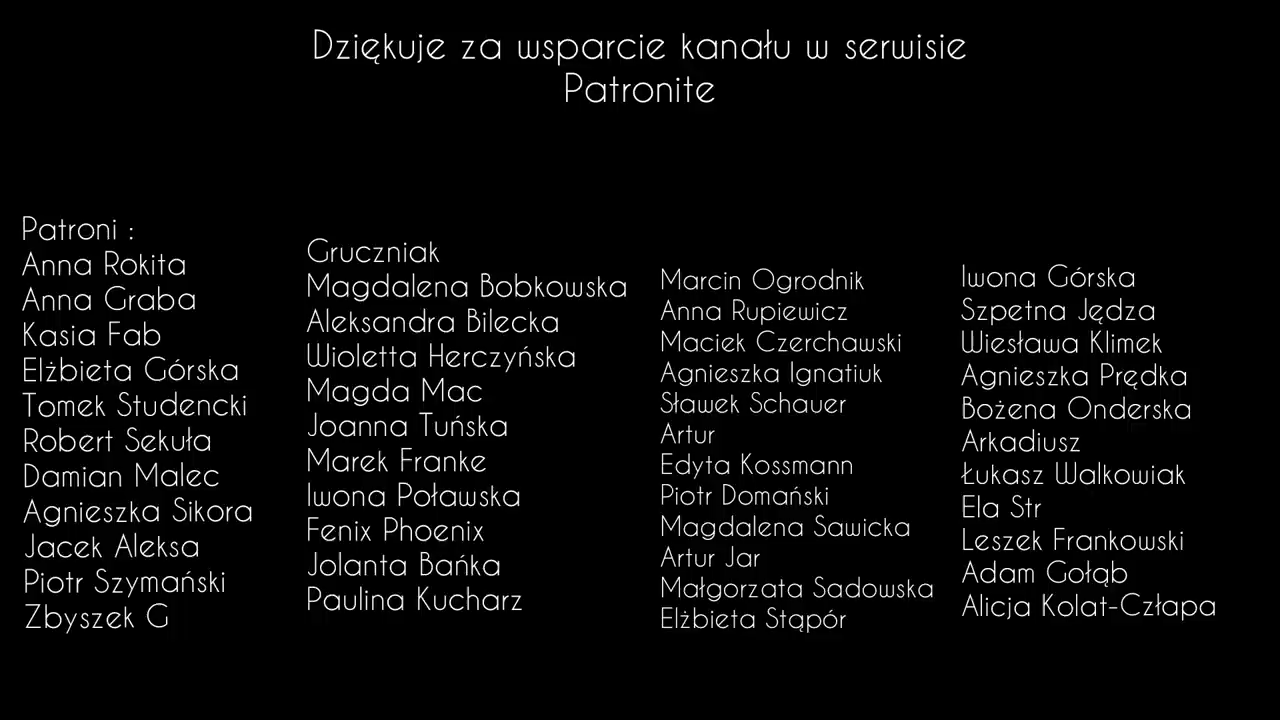 Dziękuje za wsparcie kanału w serwisie
Patronite
Patroni :
Anna Rokita
Anna Graba
Kasia Fab
Elżbieta Górska
Tomek Studencki
Robert Sekuła
Damian Malec
Agnieszka Sikora
Jacek Aleksa
Piotr Szymański
Zbyszek G
Gruczniak
Magdalena Bobkowska
Aleksandra Bilecka
Wioletta Herczyńska
Magda Mac
Joanna Tuńska
Marek Franke
Iwona Poławska
Fenix Phoenix
Jolanta Bańka
Paulina Kucharz
Marcin Ogrodnik
Anna Rupiewicz
Maciek Czerchawski
Agnieszka Ignatiuk
Sławek Schauer
Artur
Edyta Kossmann
Piotr Domański
Magdalena Sawicka
Artur Jar
Małgorzata Sadowska
Elżbieta Stąpór
Iwona Górska
Szpetna Jędza
Wiesława Klimek
Agnieszka Prędka
Bożena Onderska
Arkadiusz
Łukasz Walkowiak
Ela Str
Leszek Frankowski
Adam Gołąb
Alicja Kolat-Człapa